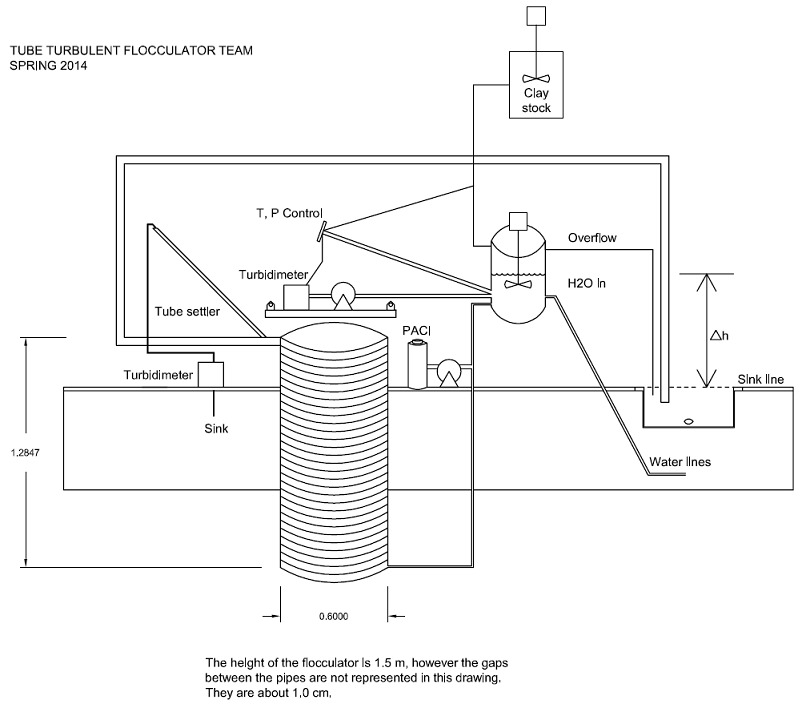 TUBE TURBULENT FLOCCULATOR TEAM
SPRING 2014
Clay
stock
T, P Control
Overflow
Turbidimeter
H2O In
Tube settler
PACl
Δh
Turbidimeter
Sink line
Sink
1,2847
Water lines
0.6000
The height of the flocculator is 1.5 m, however the gaps
between the pipes are not represented in this drawing.
They are about 1,0 cm,